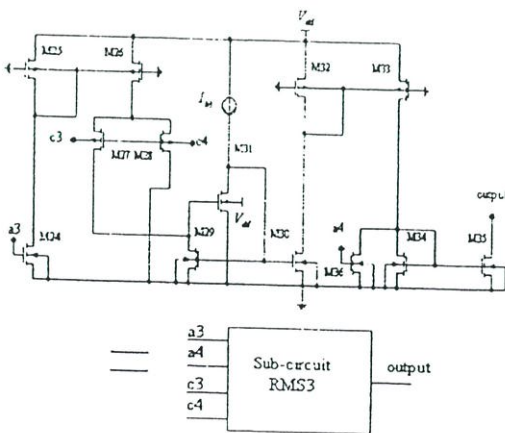 Vdd
M25
M26
M32
M33
c3
c4
M27
M28
M31
Vdd
output
a3
M24
M29
M30
a4
M36
M34
M35
a3
a4
c3
c4
Sub-circuit
RMS3
output